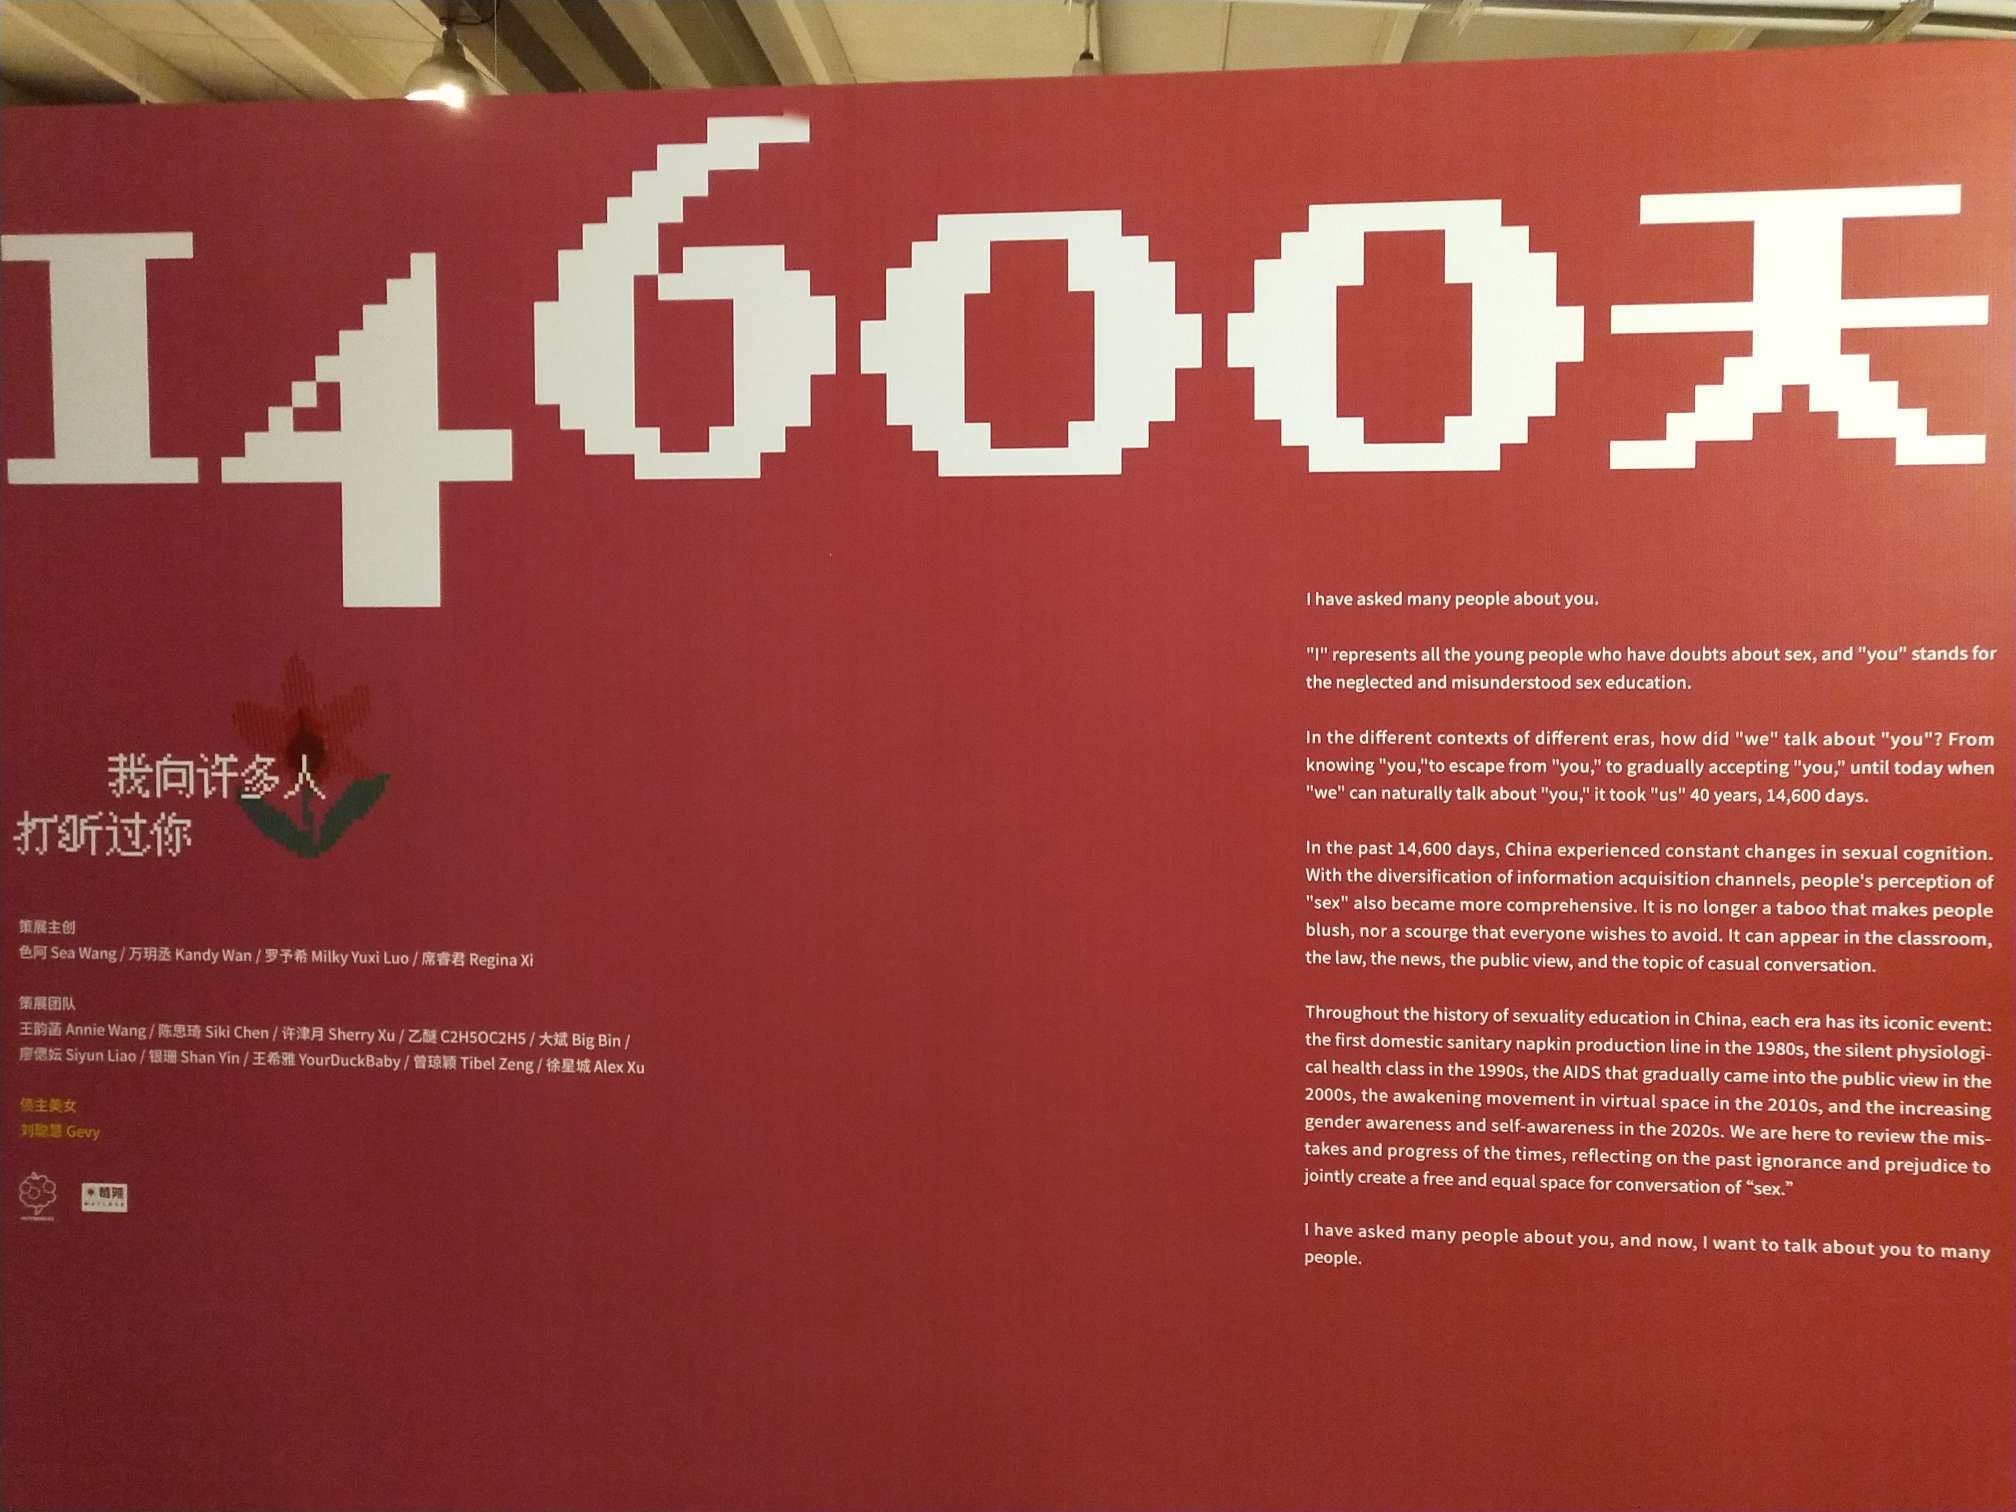 14600天
我向许多人
打听过你
策展主创
色阿 Sea Wang / 万玥丞 Kandy Wan / 罗予希 Milky Yuxi Luo / 席睿君 Regina Xi
策展团队
王韵菡 Annie Wang / 陈思琦 Siki Chen / 许津月 Sherry Xu / 乙醚 C2H5OC2H5 / 大斌 Big Bin /
廖偲妘 Siyun Liao / 银珊 Shan Yin / 王希雅 YourDuckBaby / 曾琼颖 Tibel Zeng / 徐星城 Alex Xu
债主美女
刘聪慧 Gevy
I have asked many people about you.
"I" represents all the young people who have doubts about sex, and "you" stands for
the neglected and misunderstood sex education.
In the different contexts of different eras, how did "we" talk about "you"? From
knowing "you,"to escape from "you," to gradually accepting "you," until today when
"we" can naturally talk about "you," it took "us" 40 years, 14,600 days.
In the past 14,600 days, China experienced constant changes in sexual cognition.
With the diversification of information acquisition channels, people's perception of
"sex" also became more comprehensive. It is no longer a taboo that makes people
blush, nor a scourge that everyone wishes to avoid. It can appear in the classroom,
the law, the news, the public view, and the topic of casual conversation.
Throughout the history of sexuality education in China, each era has its iconic event:
the first domestic sanitary napkin production line in the 1980s, the silent physiologi-
cal health class in the 1990s, the AIDS that gradually came into the public view in the
2000s, the awakening movement in virtual space in the 2010s, and the increasing
gender awareness and self-awareness in the 2020s. We are here to review the mis-
takes and progress of the times, reflecting on the past ignorance and prejudice to
jointly create a free and equal space for conversation of “sex.”
I have asked many people about you, and now, I want to talk about you to many
people.